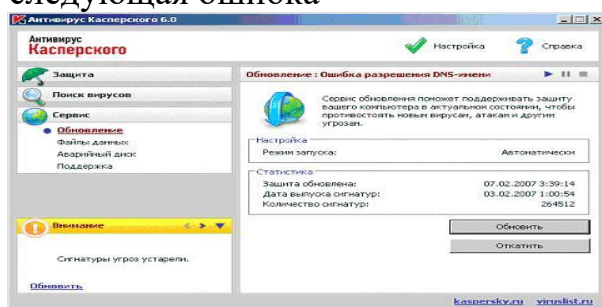 следующая ошибка
Антивирус Касперского 6.0
Антивирус
Касперского
Настройка
Справка
Защита
Поиск вирусов
Сервис
Обновление
Файлы данных
Аварийный диск
Поддержка
Внимание
Сигнатуры угроз устарели.
Обновить
Обновление : Ошибка разрешения DNS-имени
Сервис обновления поможет поддерживать защиту
вашего компьютера в актуальном состоянии, чтобы
противостоять новым вирусам, атакам и другим
угрозам.
Настройка
Режим запуска: Автоматически
Статистика
Защита обновлена: 07.02.2007 3:39:14
Дата выпуска сигнатур: 03.02.2007 1:00:54
Количество сигнатур: 264512
Обновить
Откатить
kaspersky.ru viruslist.ru